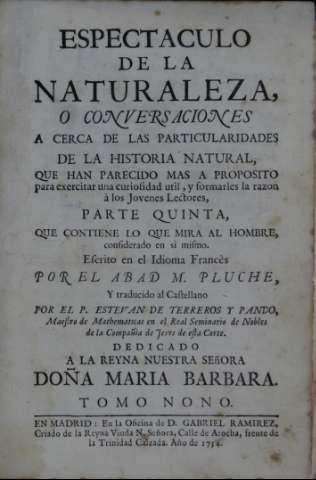 ESPECTACULO
DE LA
NATURALEZA,
O CONVERSACIONES
A CERCA DE LAS PARTICULARIDADES
DE LA HISTORIA NATURAL,
QUE HAN PARECIDO MAS A PROPOSITO
para exercitar una curiosidad util, y formarles la razon
à los Jovenes Lectores,
PARTE QUINTA,
QUE CONTIENE LO QUE MIRA AL HOMBRE,
considerado en sì mismo.
Escrito en el Idioma Francès
POR EL ABAD M. PLUCHE,
Y traducido al Castellano
POR EL P. ESTEVAN DE TERREROS Y PANDO,
Maestro de Mathematicas en el Real Seminario de Nobles
de la Compañia de Jesus de esta Corte.
DEDICADO
A LA REYNA NUESTRA SEÑORA
DOÑA MARIA BARBARA.
TOMO NONO.
EN MADRID: En la Oficina de D. GABRIEL RAMIREZ,
Criado de la Reyna Viuda N. Señora, Calle de Atocha, frente de
la Trinidad Calzada. Año de